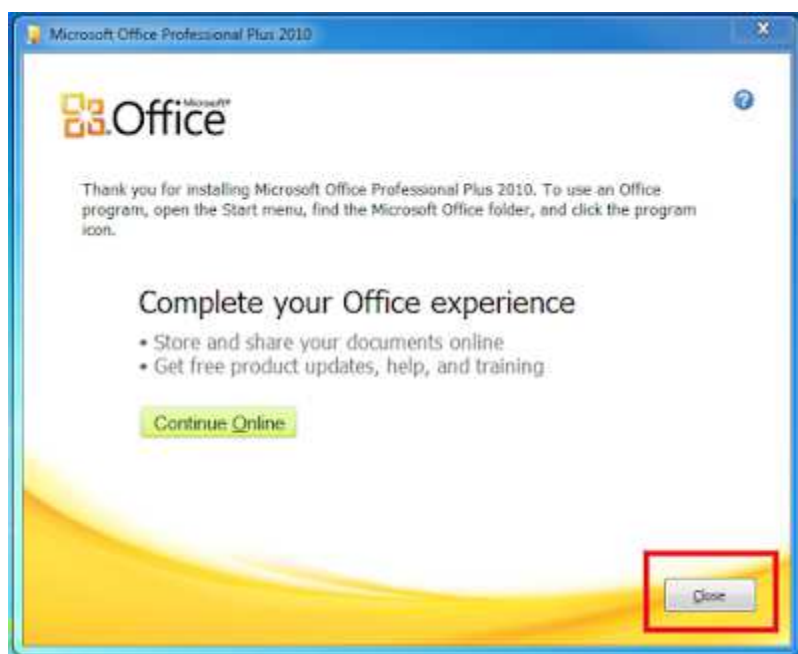 Microsoft Office Professional Plus 2010
Microsoft®
Office
Thank you for installing Microsoft Office Professional Plus 2010. To use an Office
program, open the Start menu, find the Microsoft Office folder, and click the program
icon.
Complete your Office experience
• Store and share your documents online
• Get free product updates, help, and training
Continue Online
Close